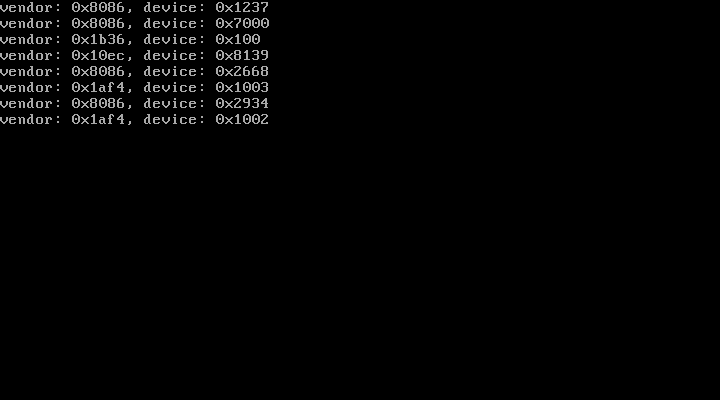 vendor: 0x8086, device: 0x1237
vendor: 0x8086, device: 0x7000
vendor: 0x1b36, device: 0x100
vendor: 0x10ec, device: 0x8139
vendor: 0x8086, device: 0x2668
vendor: 0x1af4, device: 0x1003
vendor: 0x8086, device: 0x2934
vendor: 0x1af4, device: 0x1002